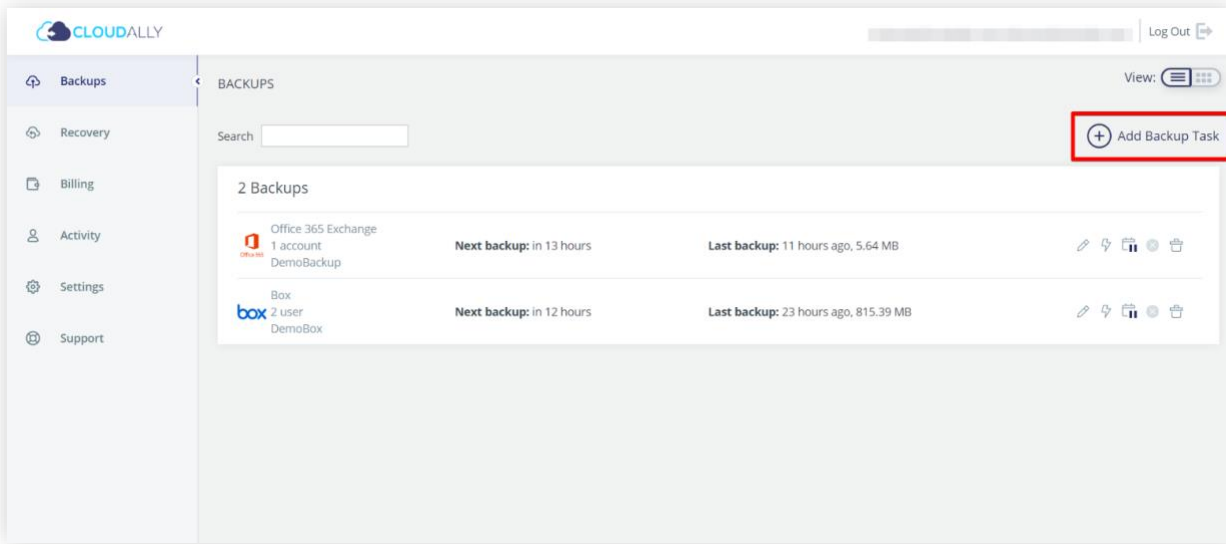 CLOUDALLY
Log Out
Backups
BACKUPS
View:
Recovery
Search
Add Backup Task
Billing
2 Backups
Activity
Office 365 Exchange
1 account
DemoBackup
Office 365
Next backup: in 13 hours
Last backup: 11 hours ago, 5.64 MB
Settings
Box
2 user
DemoBox
box
Next backup: in 12 hours
Last backup: 23 hours ago, 815.39 MB
Support